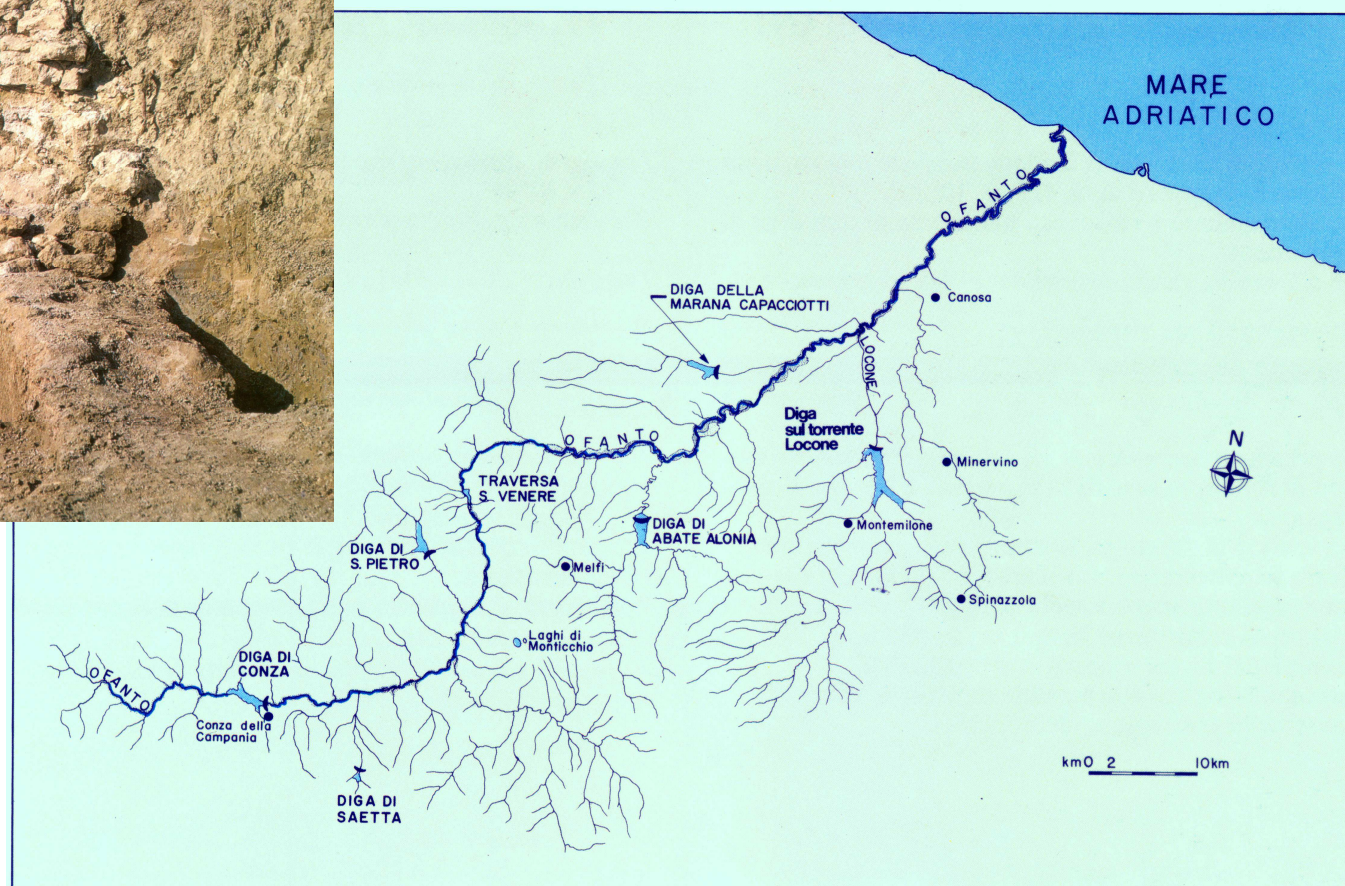 MARE
ADRIATICO
OFANTO
Canosa
DIGA DELLA
MARANA CAPACCIOTTI
LOCONE
Diga
sul torrente
Locone
OFANTO
Minervino
N
TRAVERSA
S. VENERE
DIGA DI
ABATE ALONIA
Montemilone
DIGA DI
S. PIETRO
Melfi
Spinazzola
Laghi di
Monticchio
DIGA DI
CONZA
OFANTO
Conza della
Campania
km 0 2 10km
DIGA DI
SAETTA